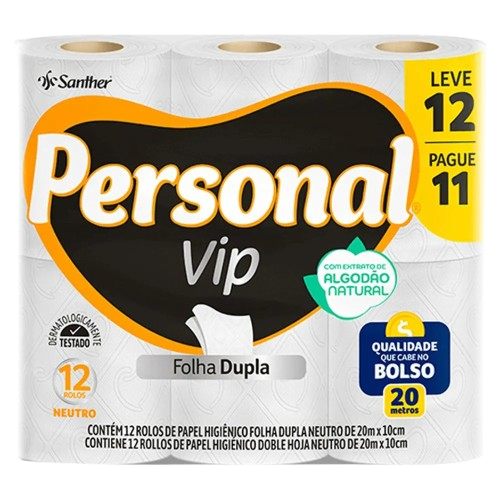 Santher
LEVE
12
PAGUE
11
Personal®
Vip
COM EXTRATO DE
ALGODÃO
NATURAL
DERMATOLOGICAMENTE
TESTADO
Folha Dupla
QUALIDADE
QUE CABE NO
BOLSO
20
metros
12
ROLOS
NEUTRO
CONTÉM 12 ROLOS DE PAPEL HIGIÊNICO FOLHA DUPLA NEUTRO DE 20m X 10cm
CONTIENE 12 ROLLOS DE PAPEL HIGIÉNICO DOBLE HOJA NEUTRO DE 20m X 10cm